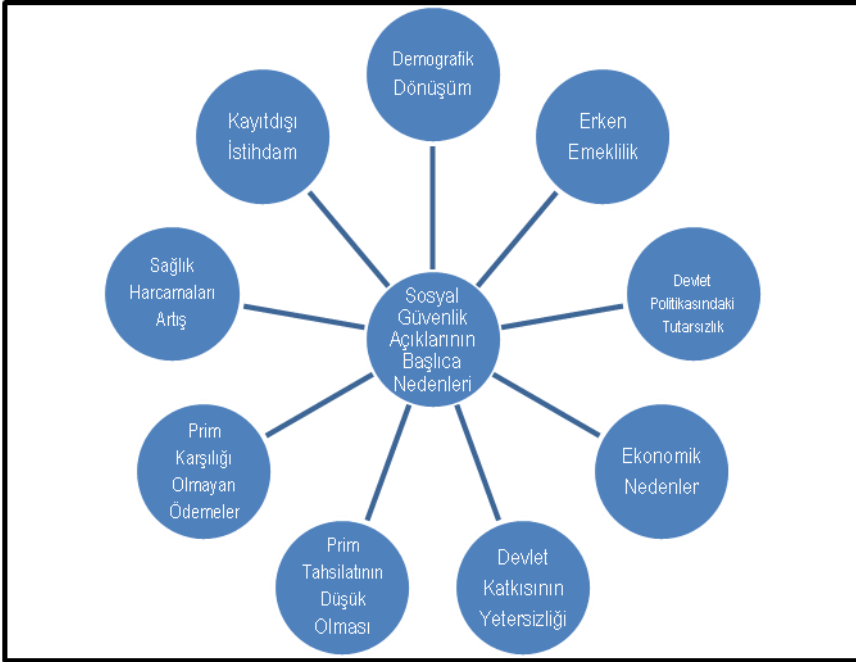 Demografik
Dönüşüm
Erken
Emeklilik
Devlet
Politikasındaki
Tutarsızlık
Ekonomik
Nedenler
Devlet
Katkısının
Yetersizliği
Prim
Tahsilatının
Düşük
Olması
Prim
Karşılığı
Olmayan
Ödemeler
Sağlık
Harcamaları
Artış
Kayıtdışı
İstihdam
Sosyal
Güvenlik
Açıklarının
Başlıca
Nedenleri